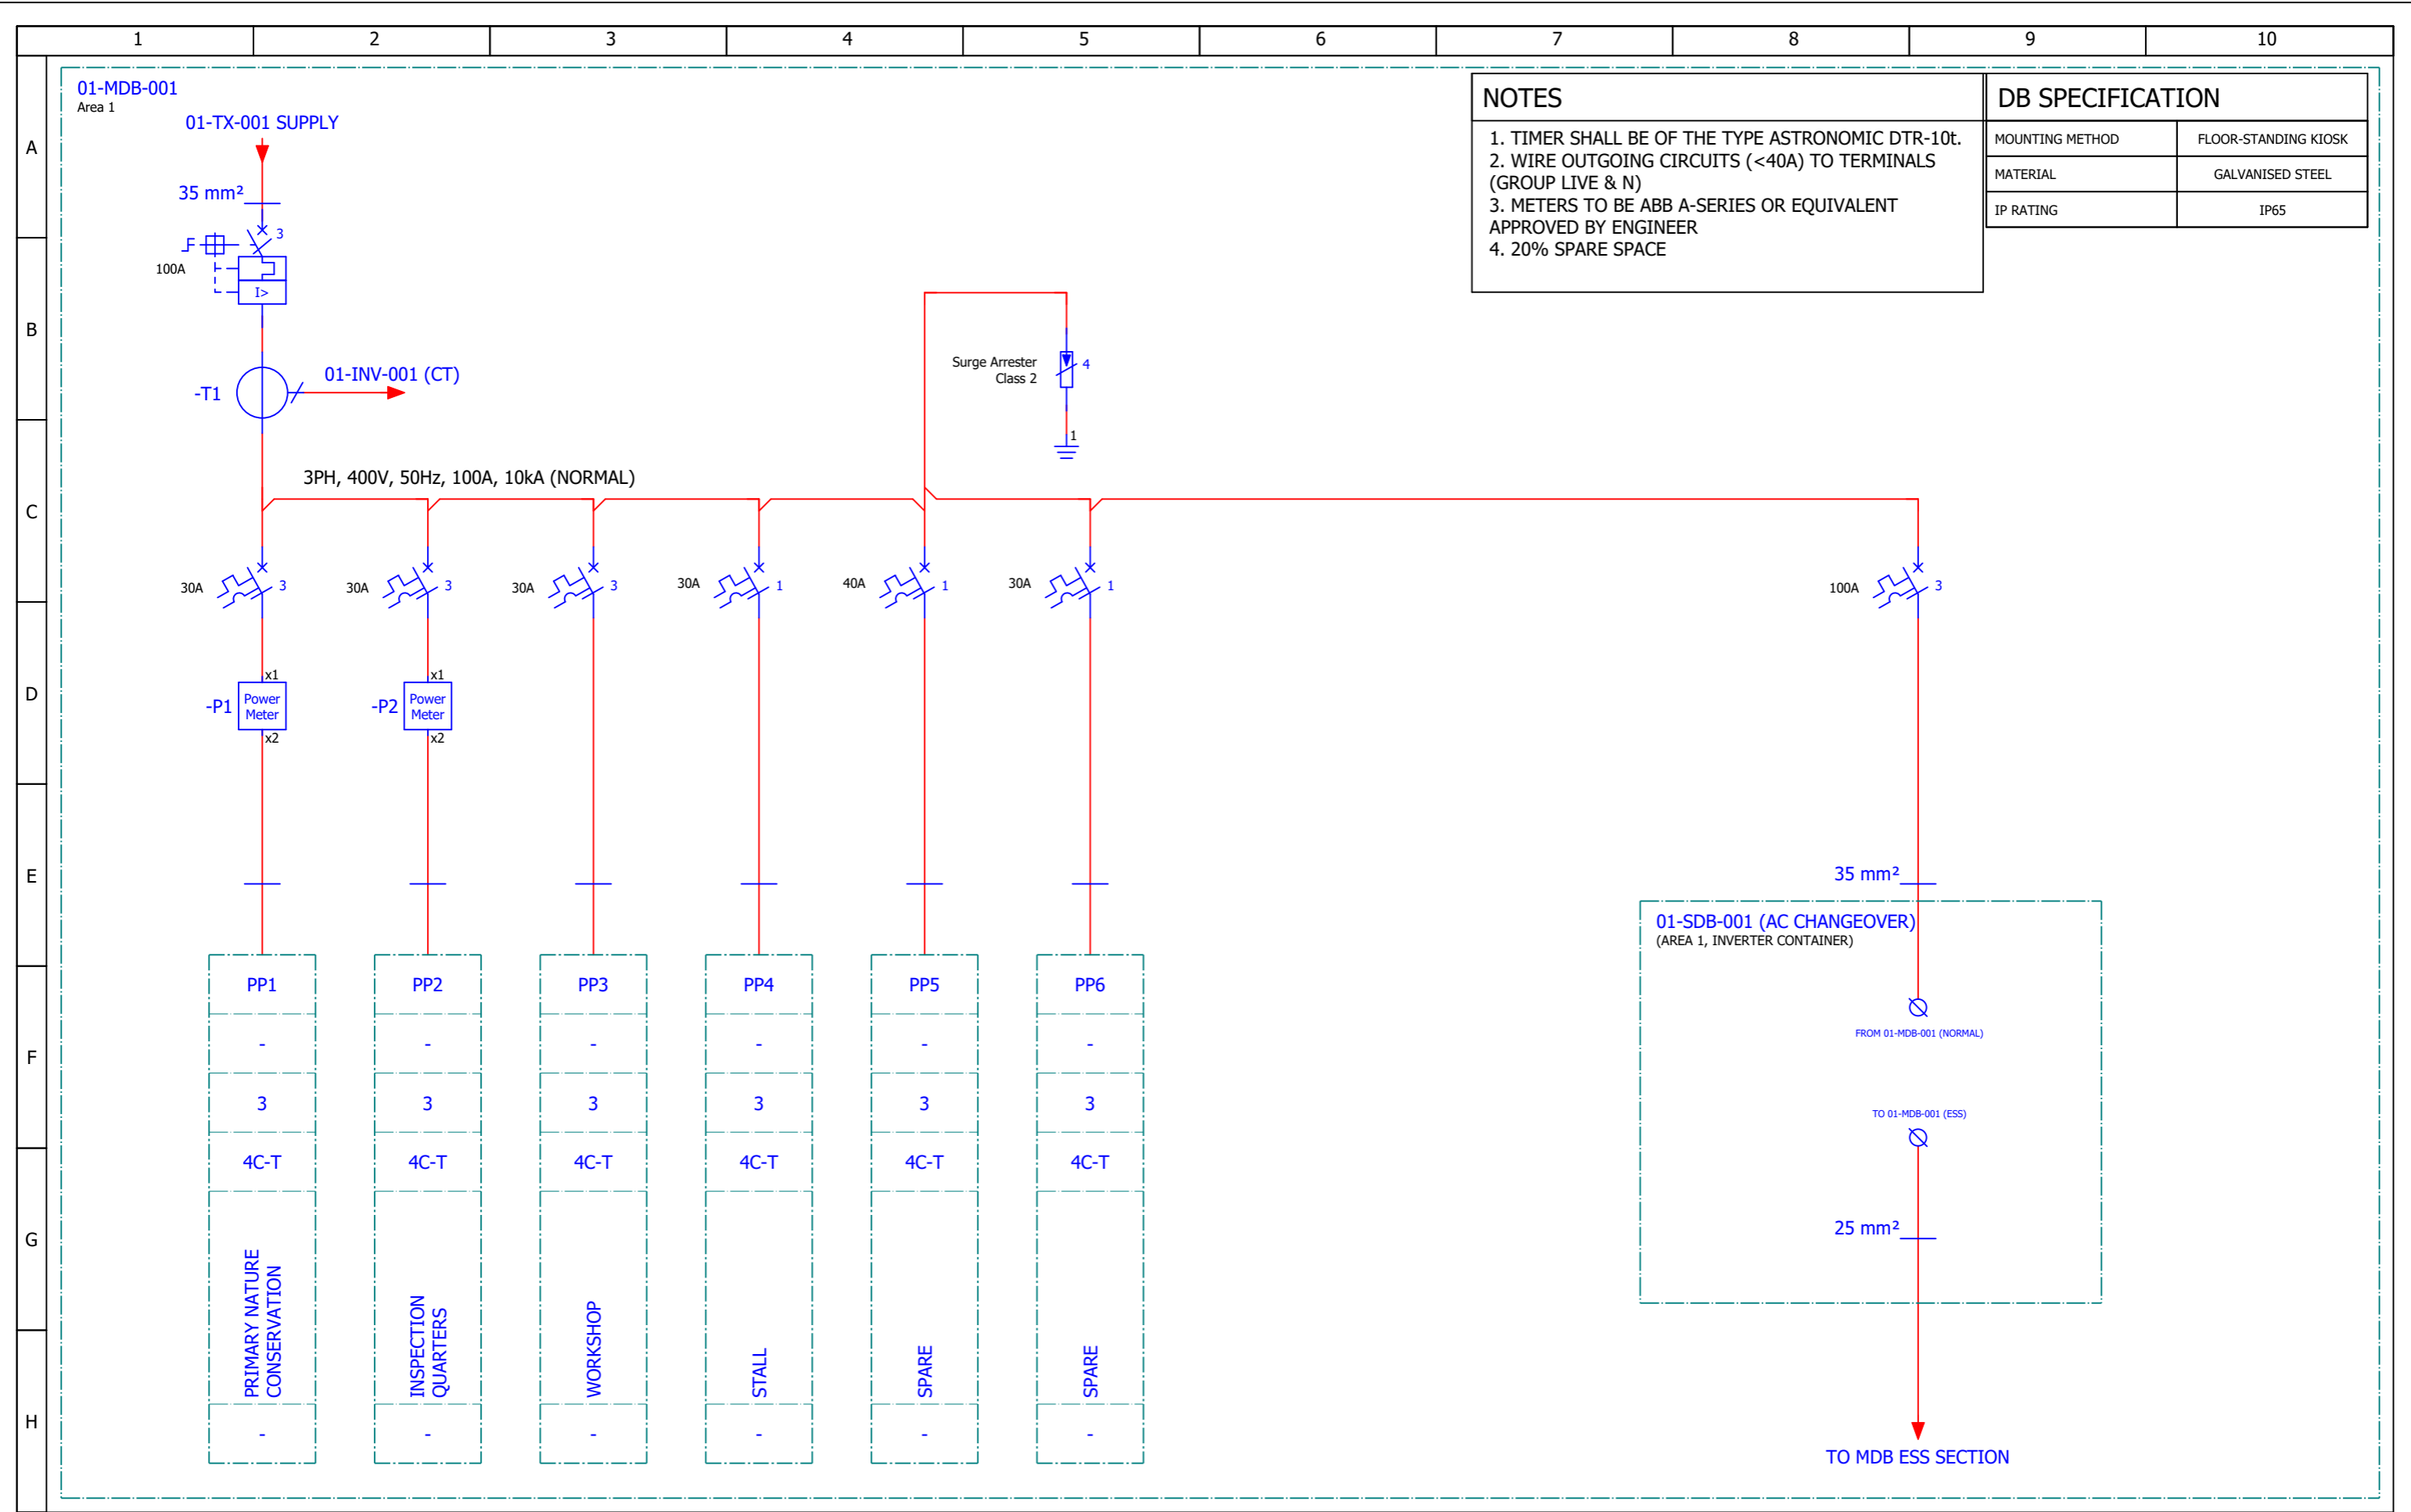 1 2 3 4 5 6 7 8 9 10
A
B
C
D
E
F
G
H
01-MDB-001
Area 1
01-TX-001 SUPPLY
35 mm²
3
100A
I>
-T1
01-INV-001 (CT)
Surge Arrester
Class 2
4
1
3PH, 400V, 50Hz, 100A, 10kA (NORMAL)
NOTES
1. TIMER SHALL BE OF THE TYPE ASTRONOMIC DTR-10t.
2. WIRE OUTGOING CIRCUITS (<40A) TO TERMINALS
(GROUP LIVE & N)
3. METERS TO BE ABB A-SERIES OR EQUIVALENT
APPROVED BY ENGINEER
4. 20% SPARE SPACE
DB SPECIFICATION
MOUNTING METHOD FLOOR-STANDING KIOSK
MATERIAL GALVANISED STEEL
IP RATING IP65
30A 3 30A 3 30A 3 30A 1 40A 1 30A 1 100A 3
x1 x1
-P1 Power -P2 Power
Meter Meter
x2 x2
35 mm²
01-SDB-001 (AC CHANGEOVER)
(AREA 1, INVERTER CONTAINER)
FROM 01-MDB-001 (NORMAL)
TO 01-MDB-001 (ESS)
25 mm²
TO MDB ESS SECTION
PP1 PP2 PP3 PP4 PP5 PP6
- - - - - -
3 3 3 3 3 3
4C-T 4C-T 4C-T 4C-T 4C-T 4C-T
PRIMARY NATURE
CONSERVATION
INSPECTION
QUARTERS
WORKSHOP
STALL
SPARE
SPARE
- - - - - -